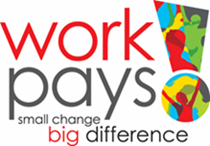 work
pays!
small change
big difference